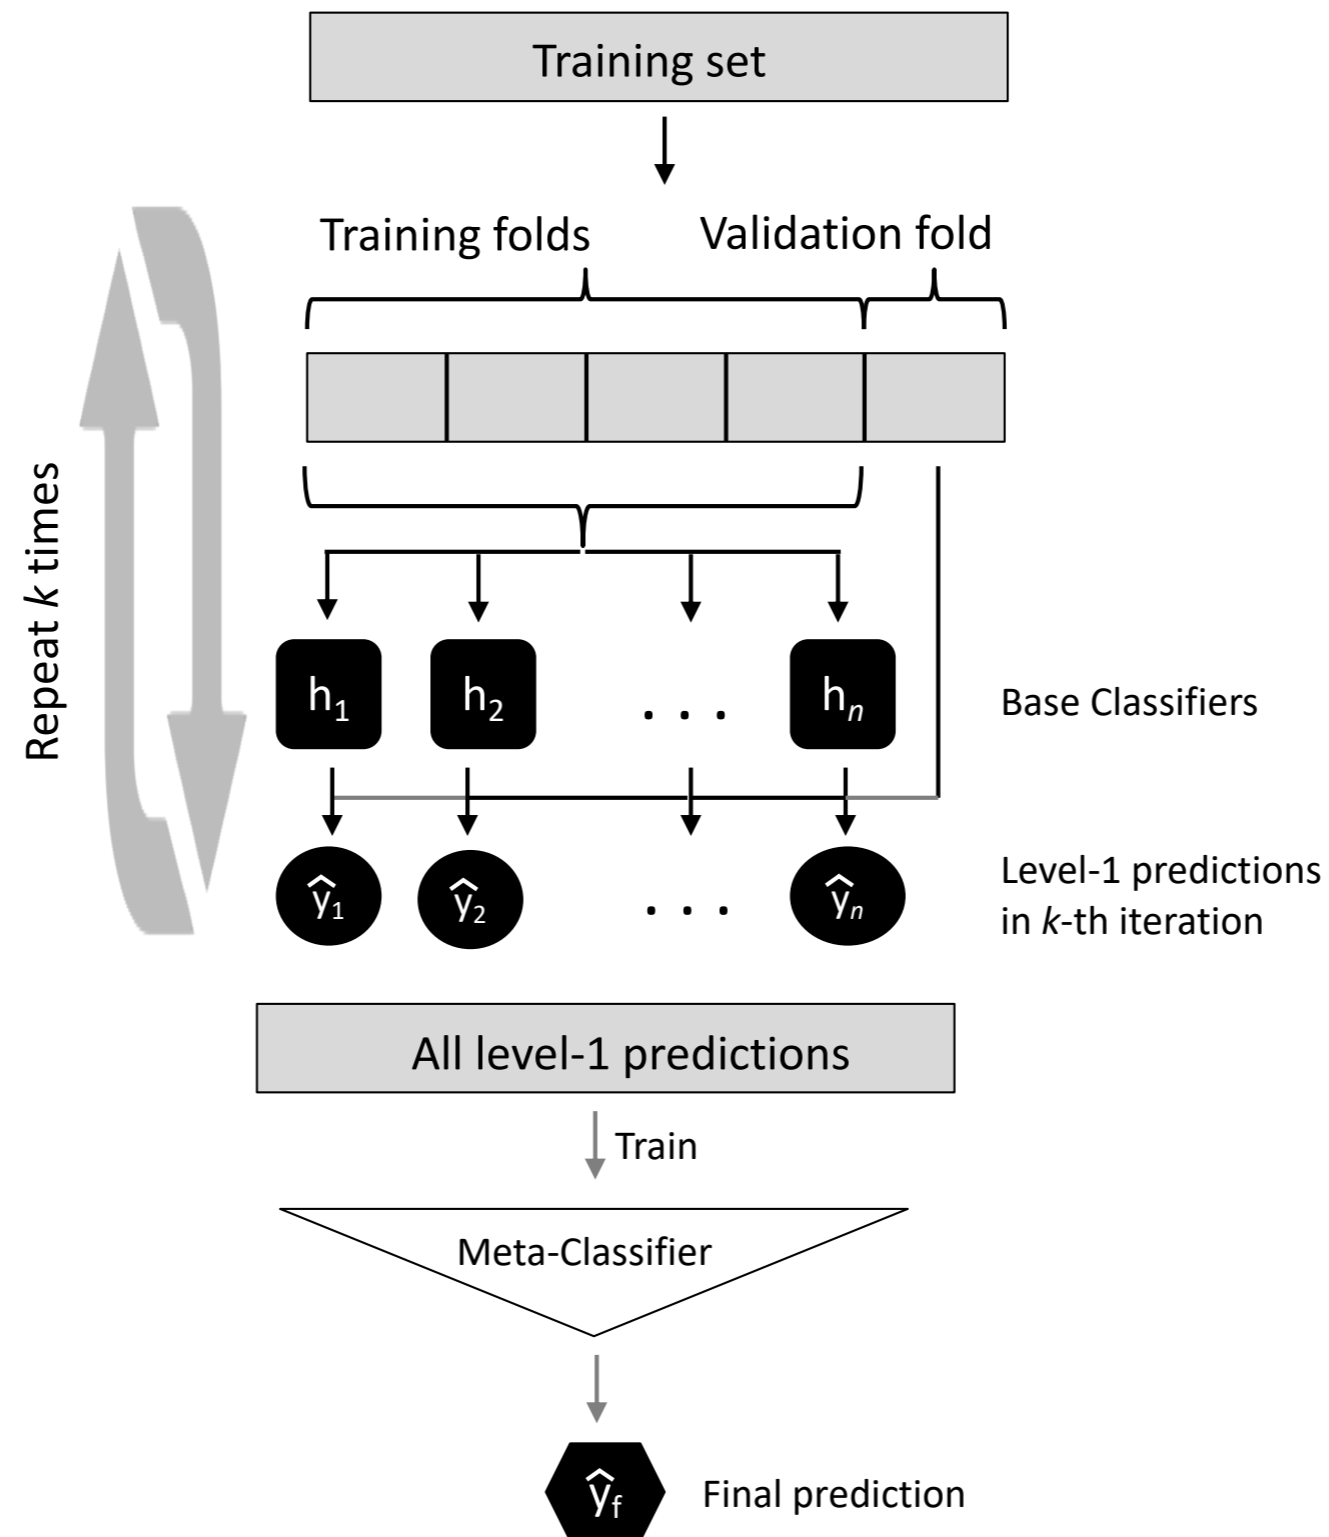 Training set
Training folds
Validation fold
Repeat k times
h1
h2
. . .
hn
Base Classifiers
ŷ1
ŷ2
. . .
ŷn
Level-1 predictions
in k-th iteration
All level-1 predictions
Train
Meta-Classifier
ŷf
Final prediction